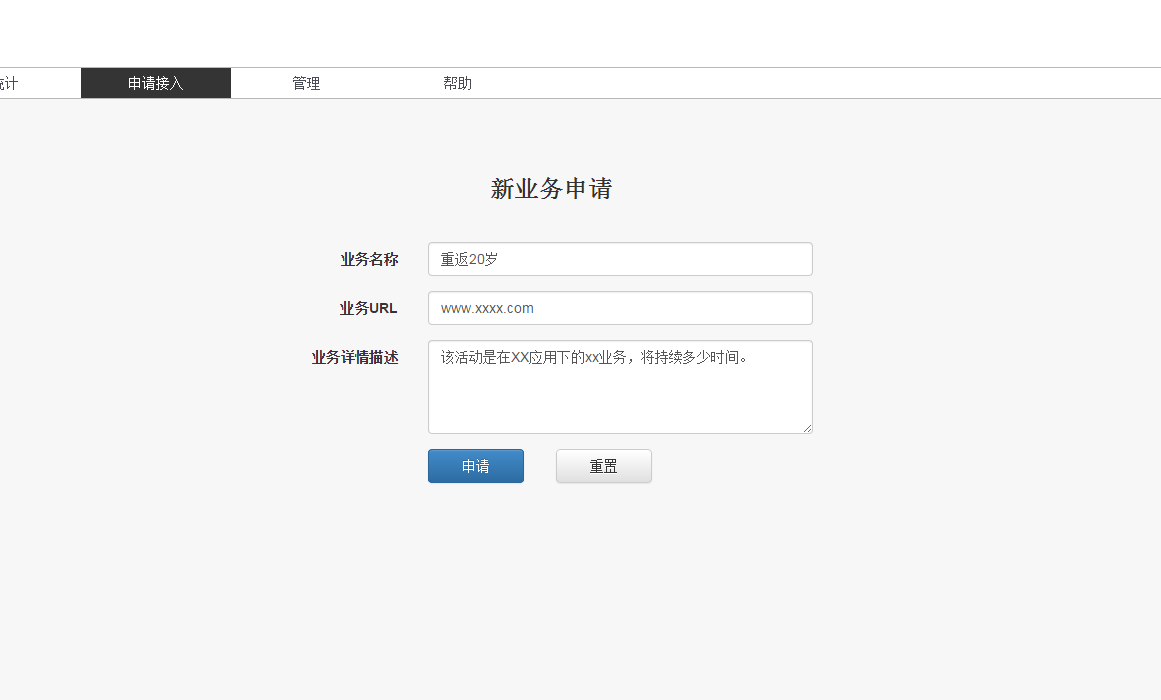 计
申请接入
管理
帮助
新业务申请
业务名称
重返20岁
业务URL
www.xxxx.com
业务详情描述
该活动是在XX应用下的xx业务，将持续多少时间。
申请
重置